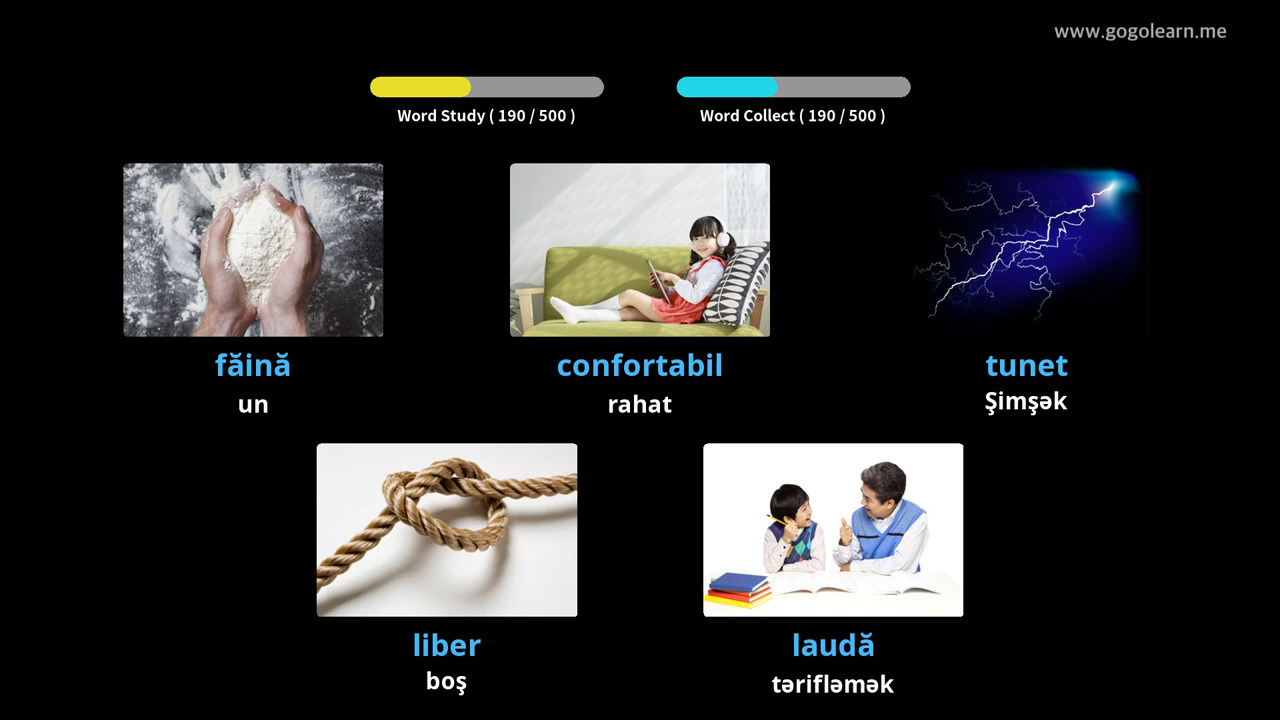 www.gogolearn.me
Word Study ( 190 / 500 )
Word Collect ( 190 / 500 )
făină
un
confortabil
rahat
tunet
Şimşək
liber
boş
laudă
tərifləmək